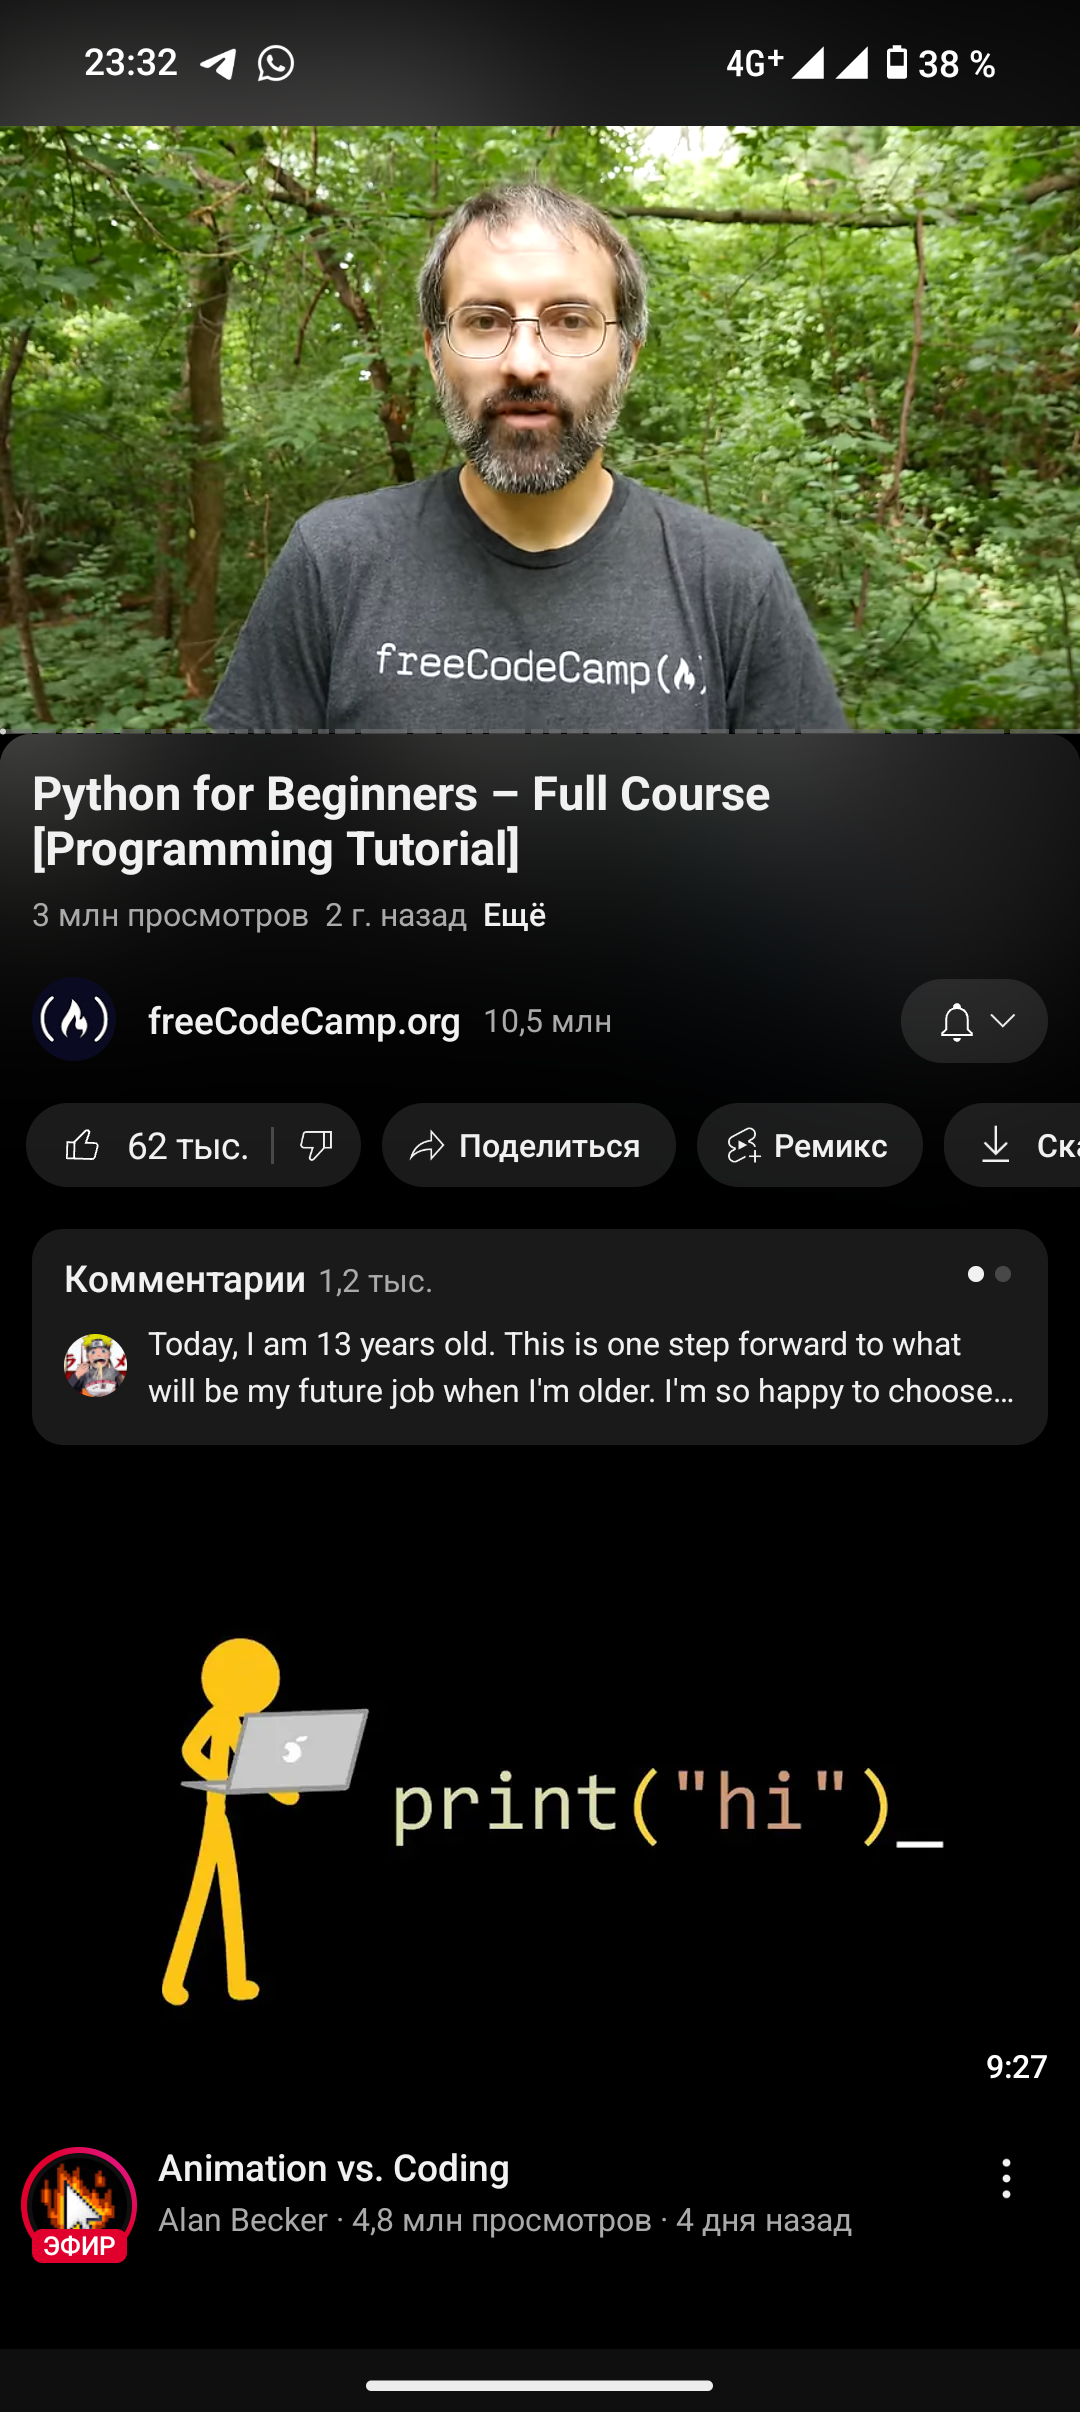 23:32
4G+ 38 %
freeCodeCamp(
Python for Beginners – Full Course
[Programming Tutorial]
3 млн просмотров 2 г. назад Ещё
freeCodeCamp.org 10,5 млн
62 тыс. Поделиться Ремикс Ска
Комментарии 1,2 тыс.
Today, I am 13 years old. This is one step forward to what
will be my future job when I'm older. I'm so happy to choose...
print("hi")_
9:27
Animation vs. Coding
Alan Becker · 4,8 млн просмотров · 4 дня назад
ЭФИР